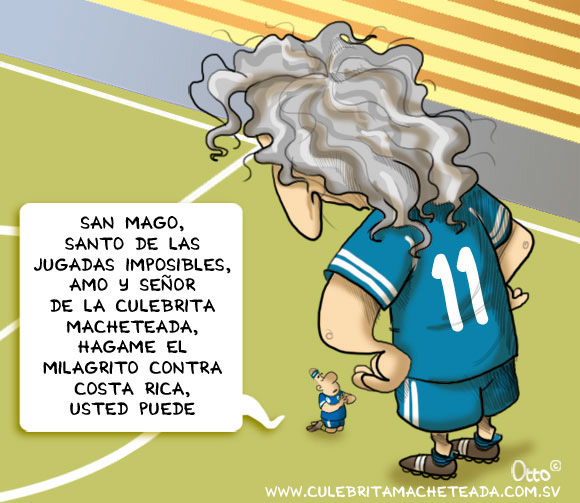 SAN MAGO,
SANTO DE LAS
JUGADAS IMPOSIBLES,
AMO Y SEÑOR
DE LA CULEBRITA
MACHETEADA,
HAGAME EL
MILAGRITO CONTRA
COSTA RICA,
USTED PUEDE
11
Otto ©
WWW.CULEBRITAMACHETEADA.COM.SV